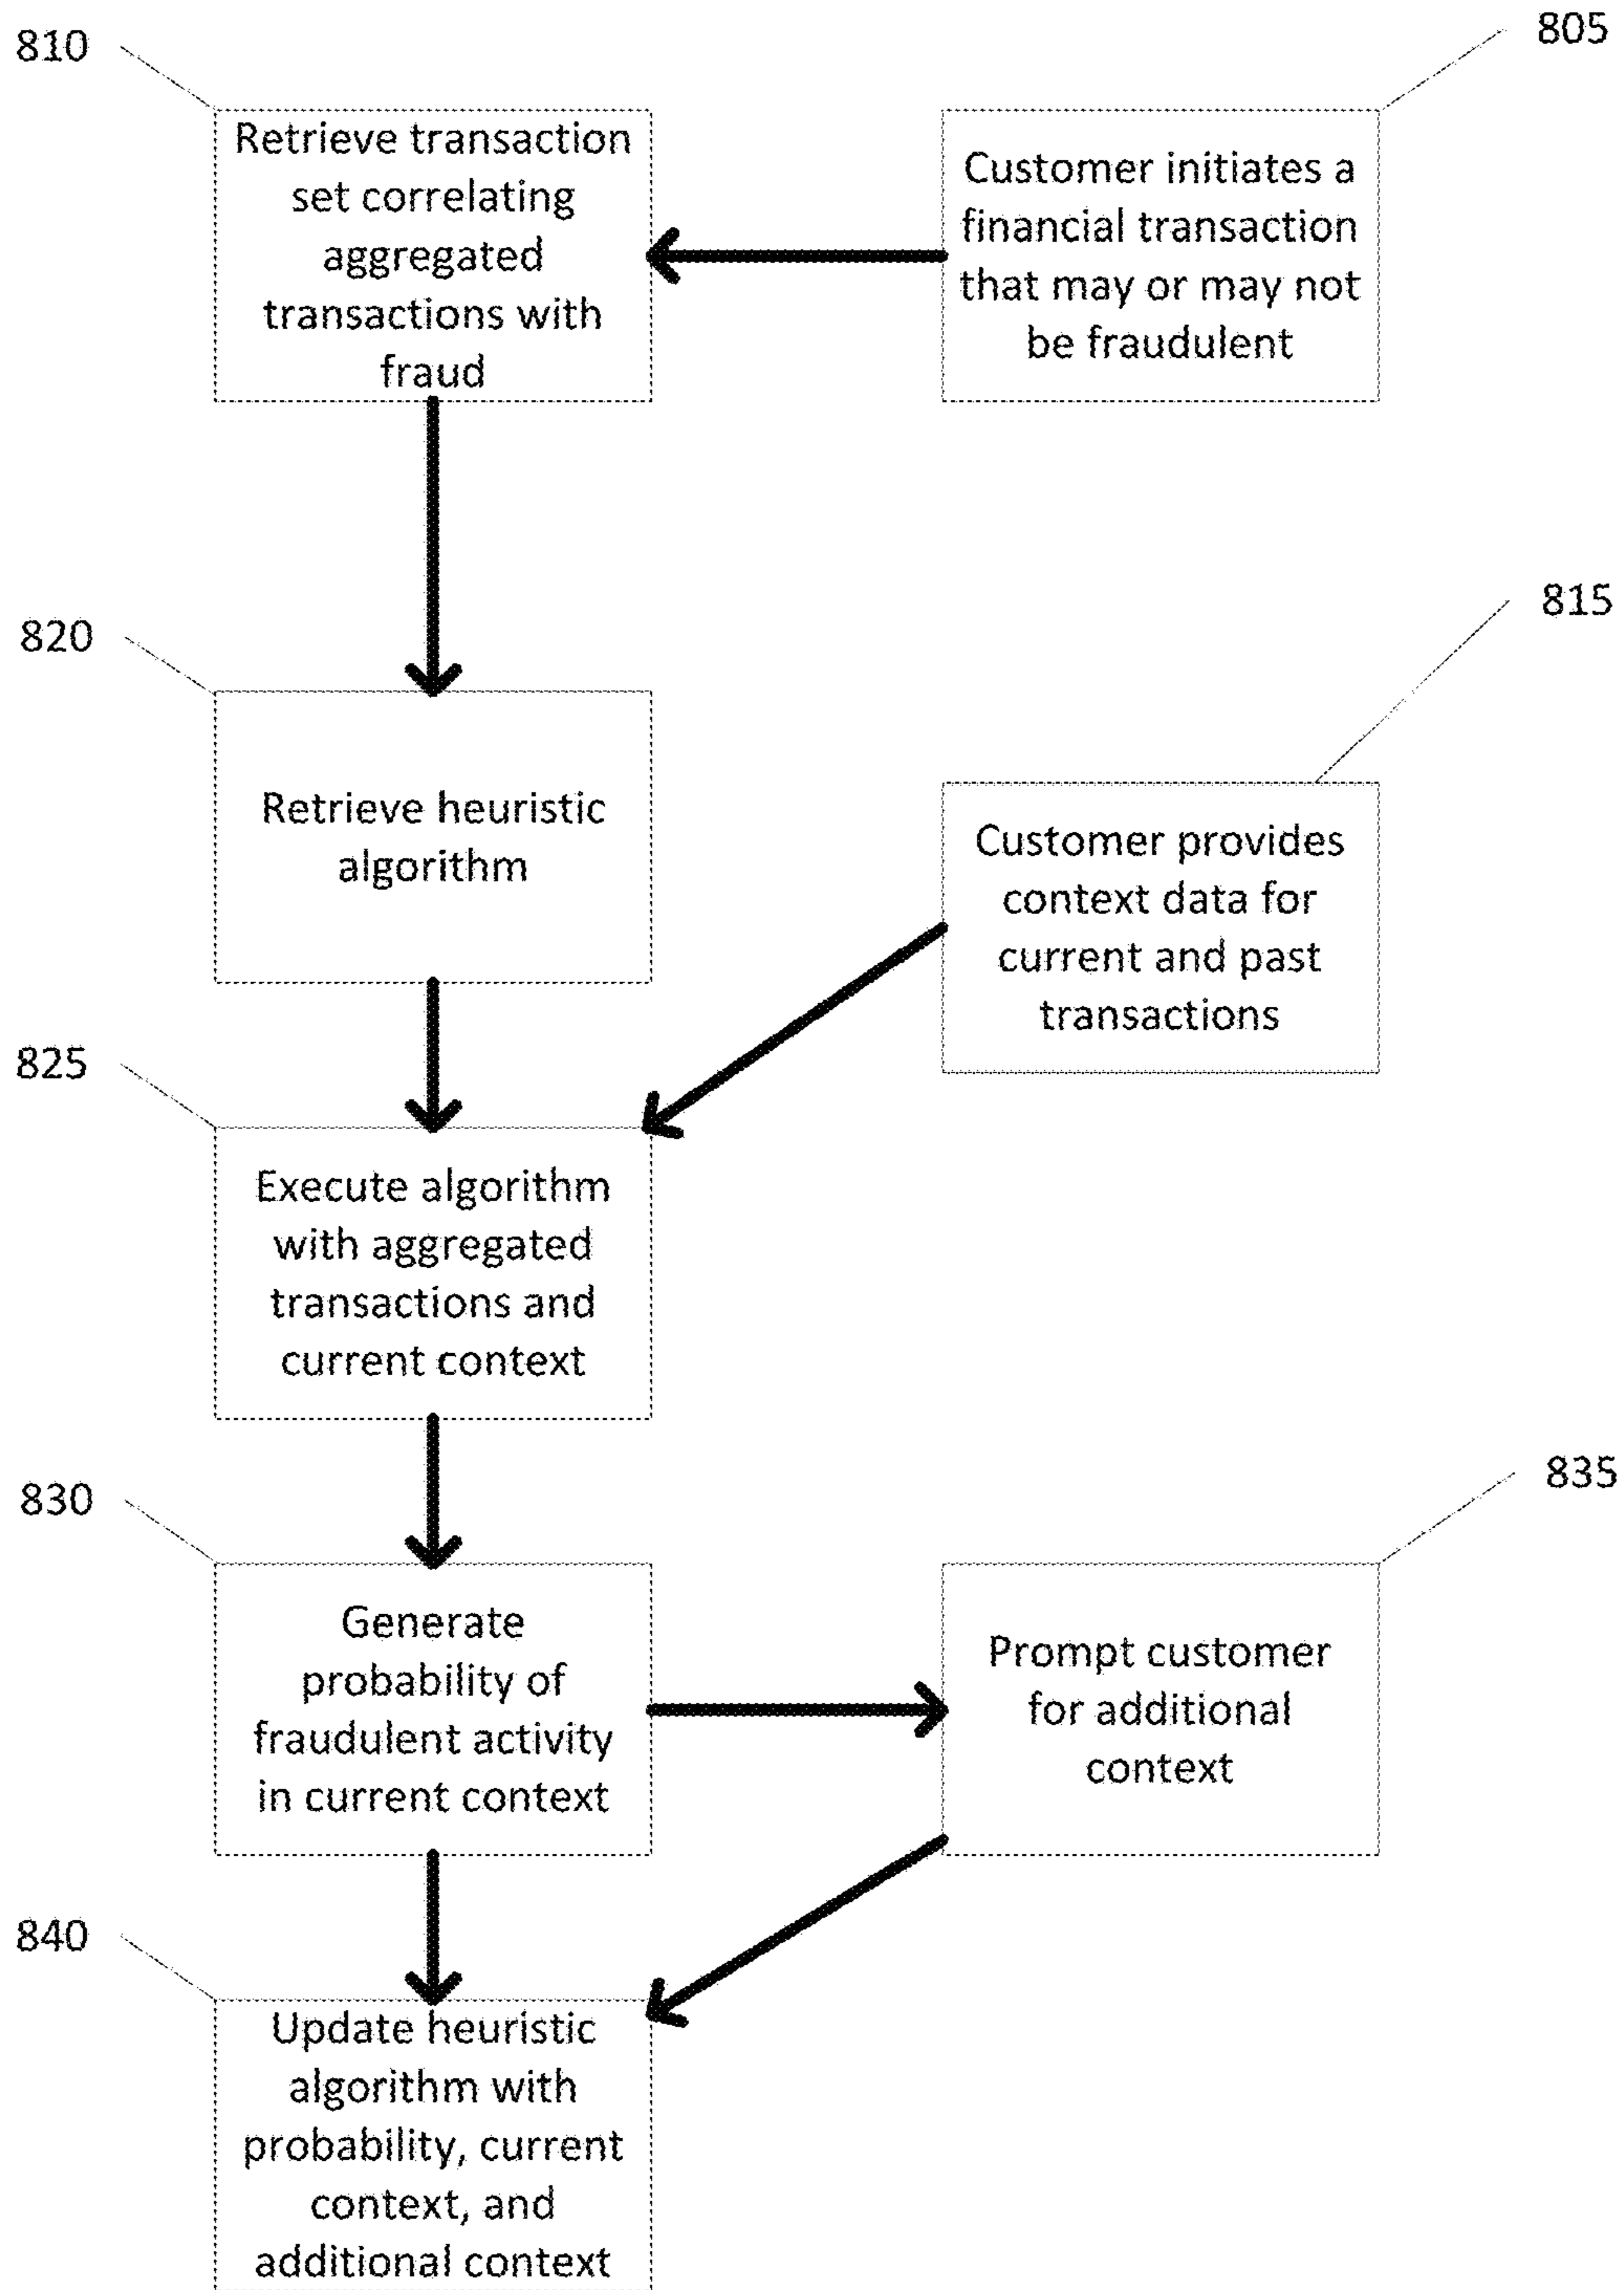 810
805
Retrieve transaction
set correlating
aggregated
transactions with
fraud
Customer initiates a
financial transaction
that may or may not
be fraudulent
820
815
Retrieve heuristic
algorithm
Customer provides
context data for
current and past
transactions
825
Execute algorithm
with aggregated
transactions and
current context
830
835
Generate
probability of
fraudulent activity
in current context
Prompt customer
for additional
context
840
Update heuristic
algorithm with
probability, current
context, and
additional context